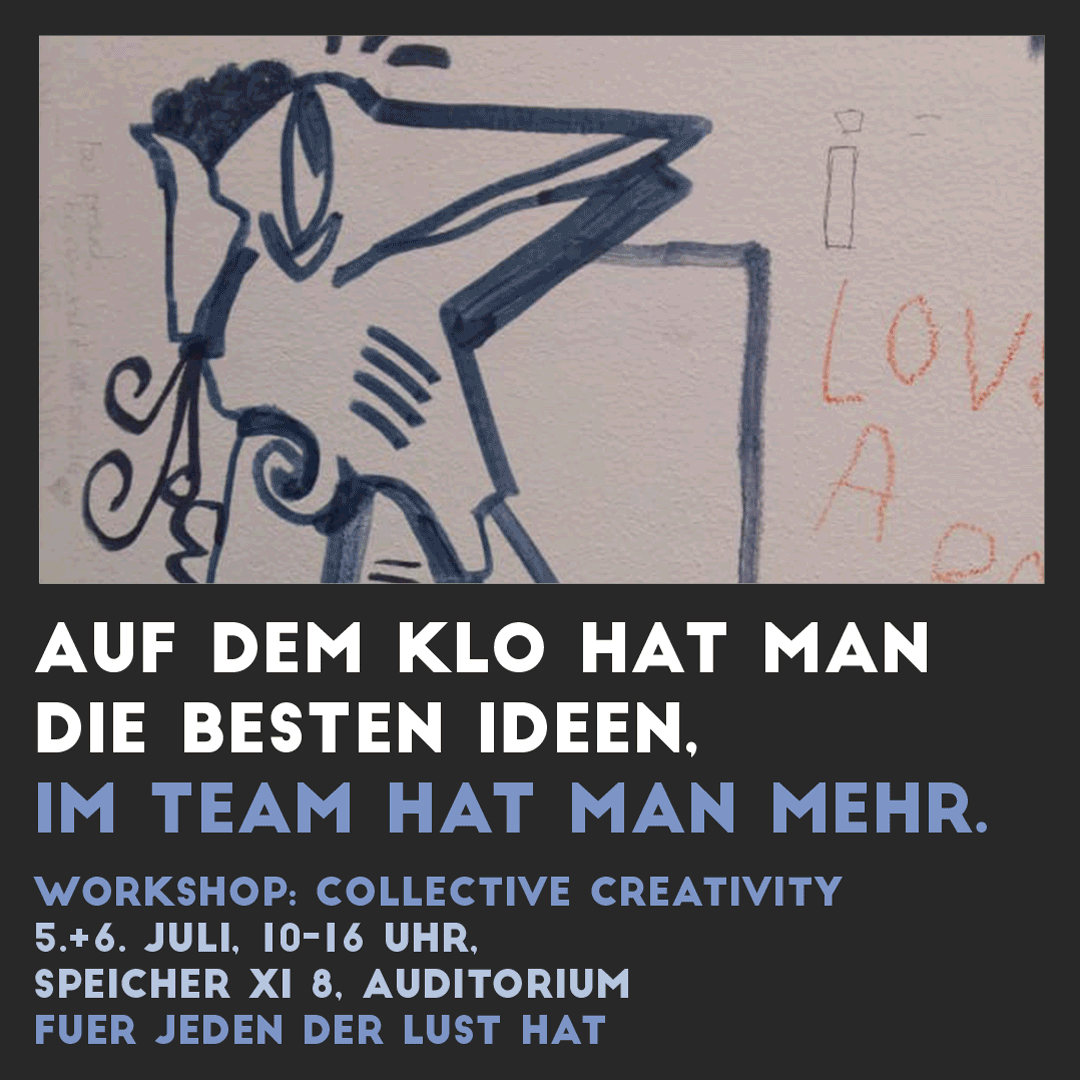 i
LOVE
A
AUF DEM KLO HAT MAN
DIE BESTEN IDEEN,
IM TEAM HAT MAN MEHR.
WORKSHOP: COLLECTIVE CREATIVITY
5.+6. JULI, 10-16 UHR,
SPEICHER XI 8, AUDITORIUM
FUER JEDEN DER LUST HAT